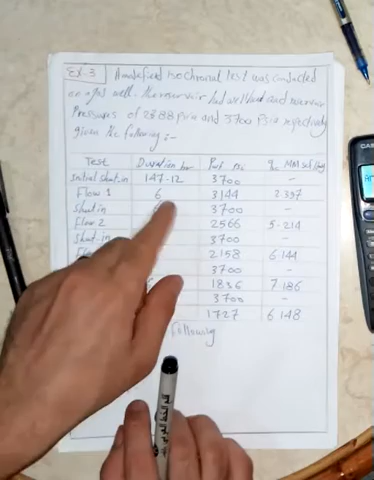 EX.3 A modified isochronal test was conducted
on a gas well. The reservoir had wellhead and reservoir
Pressures of 2388 Psia and 3700 Psia respectively
given the following :-
Test Duration hr Pwf psi qsc MMscf/day
Initial shut.in 147.12 3700 -
Flow 1 6 3144 2.397
shut in 3700 -
flow 2 2566 5.214
shut-in 3700 -
2158 6.144
3700 -
1836 7.186
3700 -
1727 6.148
Following